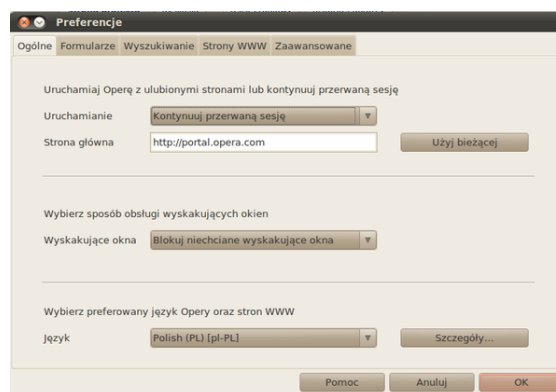 Preferencje
Ogólne Formularze Wyszukiwanie Strony WWW Zaawansowane
Uruchamiaj Operę z ulubionymi stronami lub kontynuuj przerwaną sesję
Uruchamianie Kontynuuj przerwaną sesję
Strona główna http://portal.opera.com Użyj bieżącej
Wybierz sposób obsługi wyskakujących okien
Wyskakujące okna Blokuj niechciane wyskakujące okna
Wybierz preferowany język Opery oraz stron WWW
Język Polish (PL) [pl-PL] Szczegóły...
Pomoc Anuluj OK